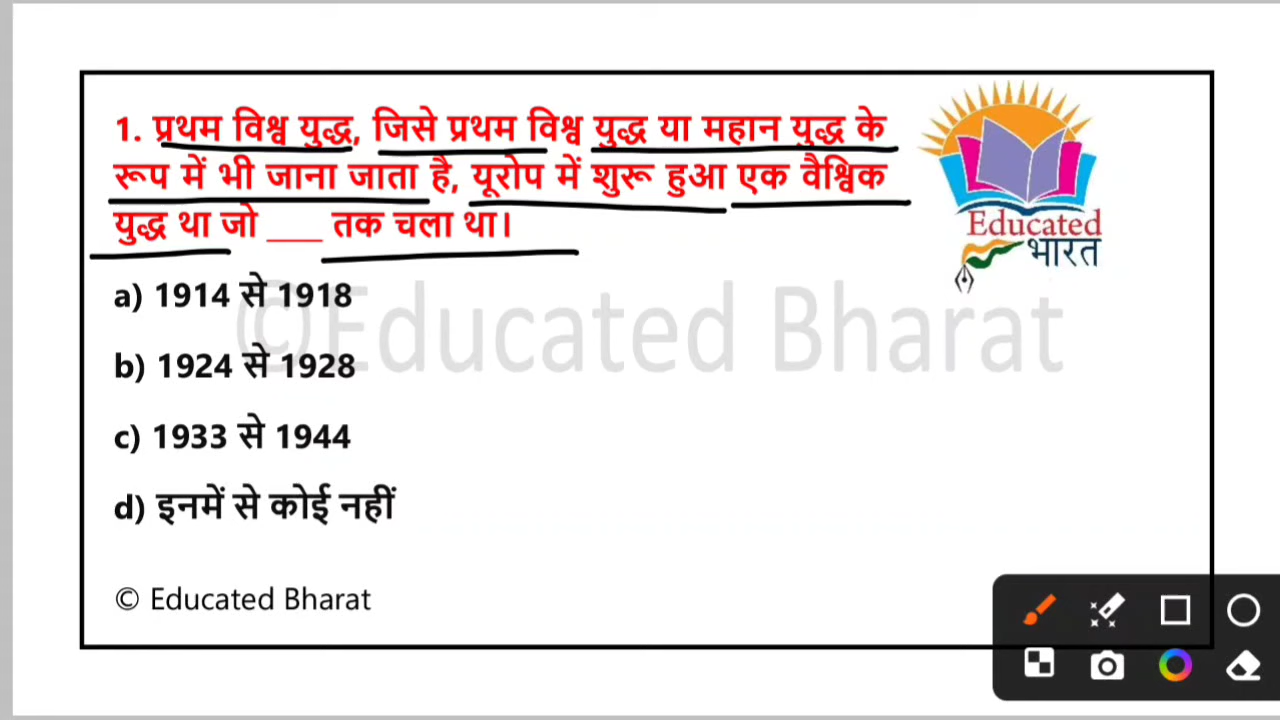 1. प्रथम विश्व युद्ध, जिसे प्रथम विश्व युद्ध या महान युद्ध के
रूप में भी जाना जाता है, यूरोप में शुरू हुआ एक वैश्विक
युद्ध था जो ___ तक चला था।
Educated
भारत
a) 1914 से 1918
©Educated Bharat
b) 1924 से 1928
c) 1933 से 1944
d) इनमें से कोई नहीं
© Educated Bharat